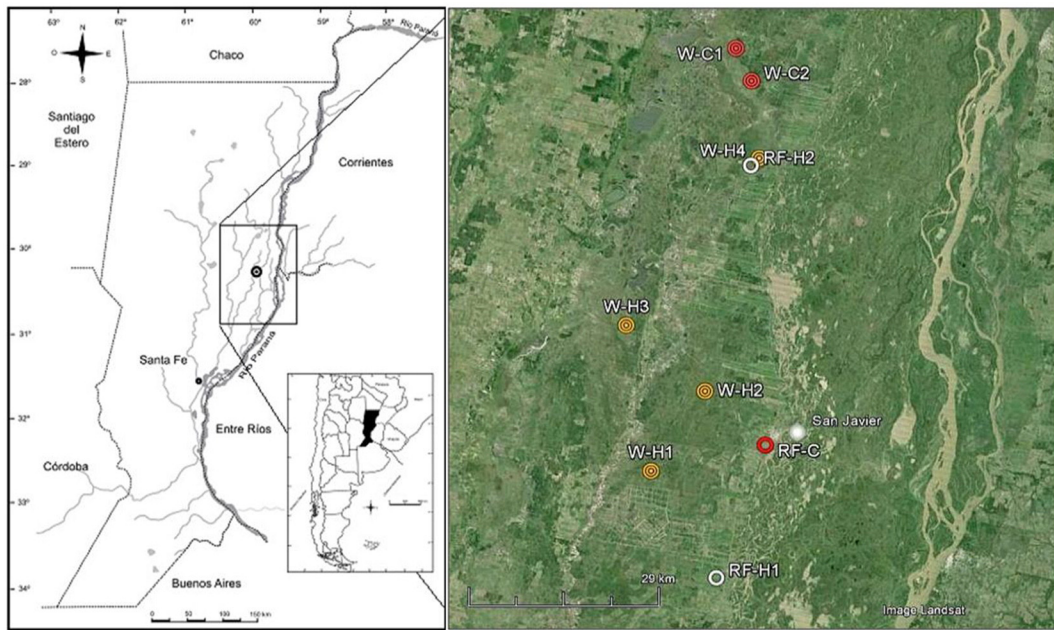 63° 62° 61° 60° 59° 58°
N
O E
S
Río Paraná
Chaco
28°
Santiago
del
Estero
Corrientes
29°
30°
31°
Santa Fe
Río Paraná
32°
Entre Ríos
Córdoba
33°
Buenos Aires
34°
0 50 100 150 km
W-C1
W-C2
W-H4
RF-H2
W-H3
W-H2
San Javier
RF-C
W-H1
RF-H1
29 km
Image Landsat